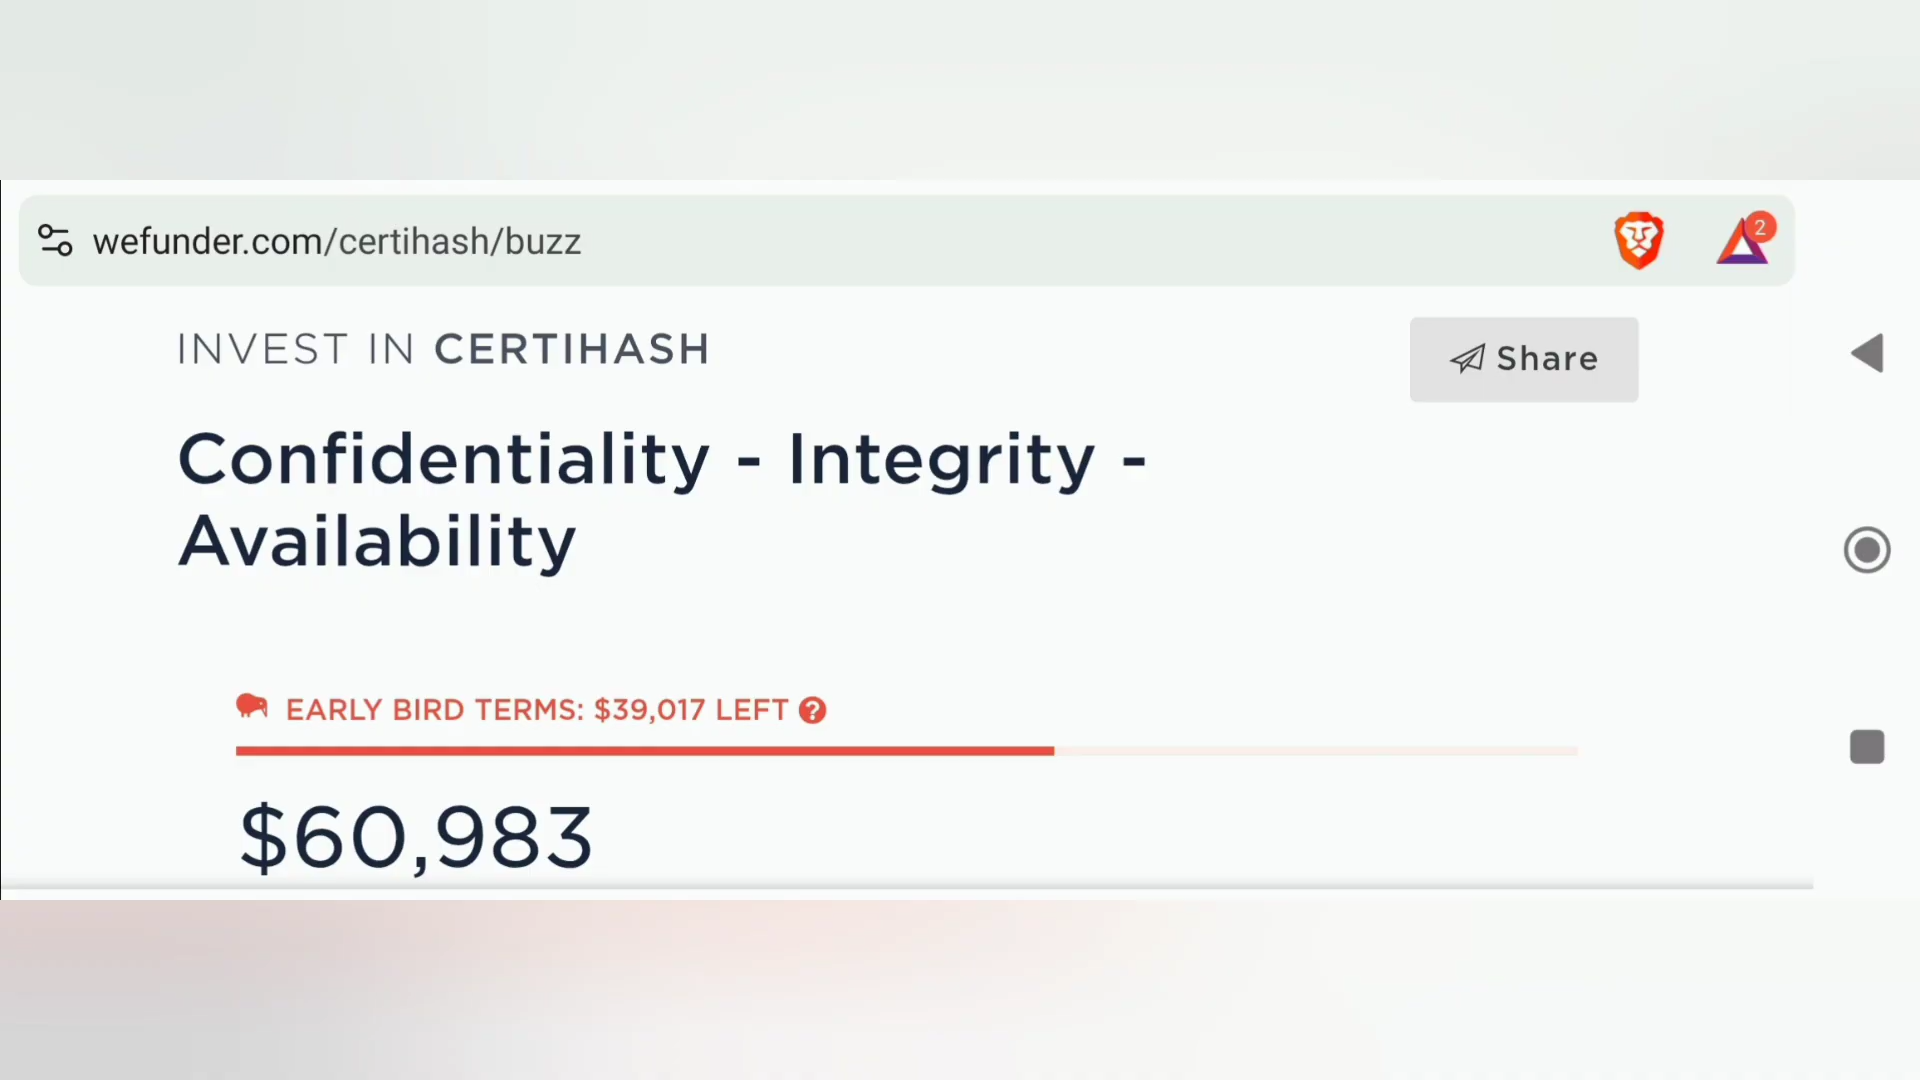 wefunder.com/certihash/buzz
2
INVEST IN CERTIHASH
Share
Confidentiality - Integrity -
Availability
EARLY BIRD TERMS: $39,017 LEFT ?
$60,983